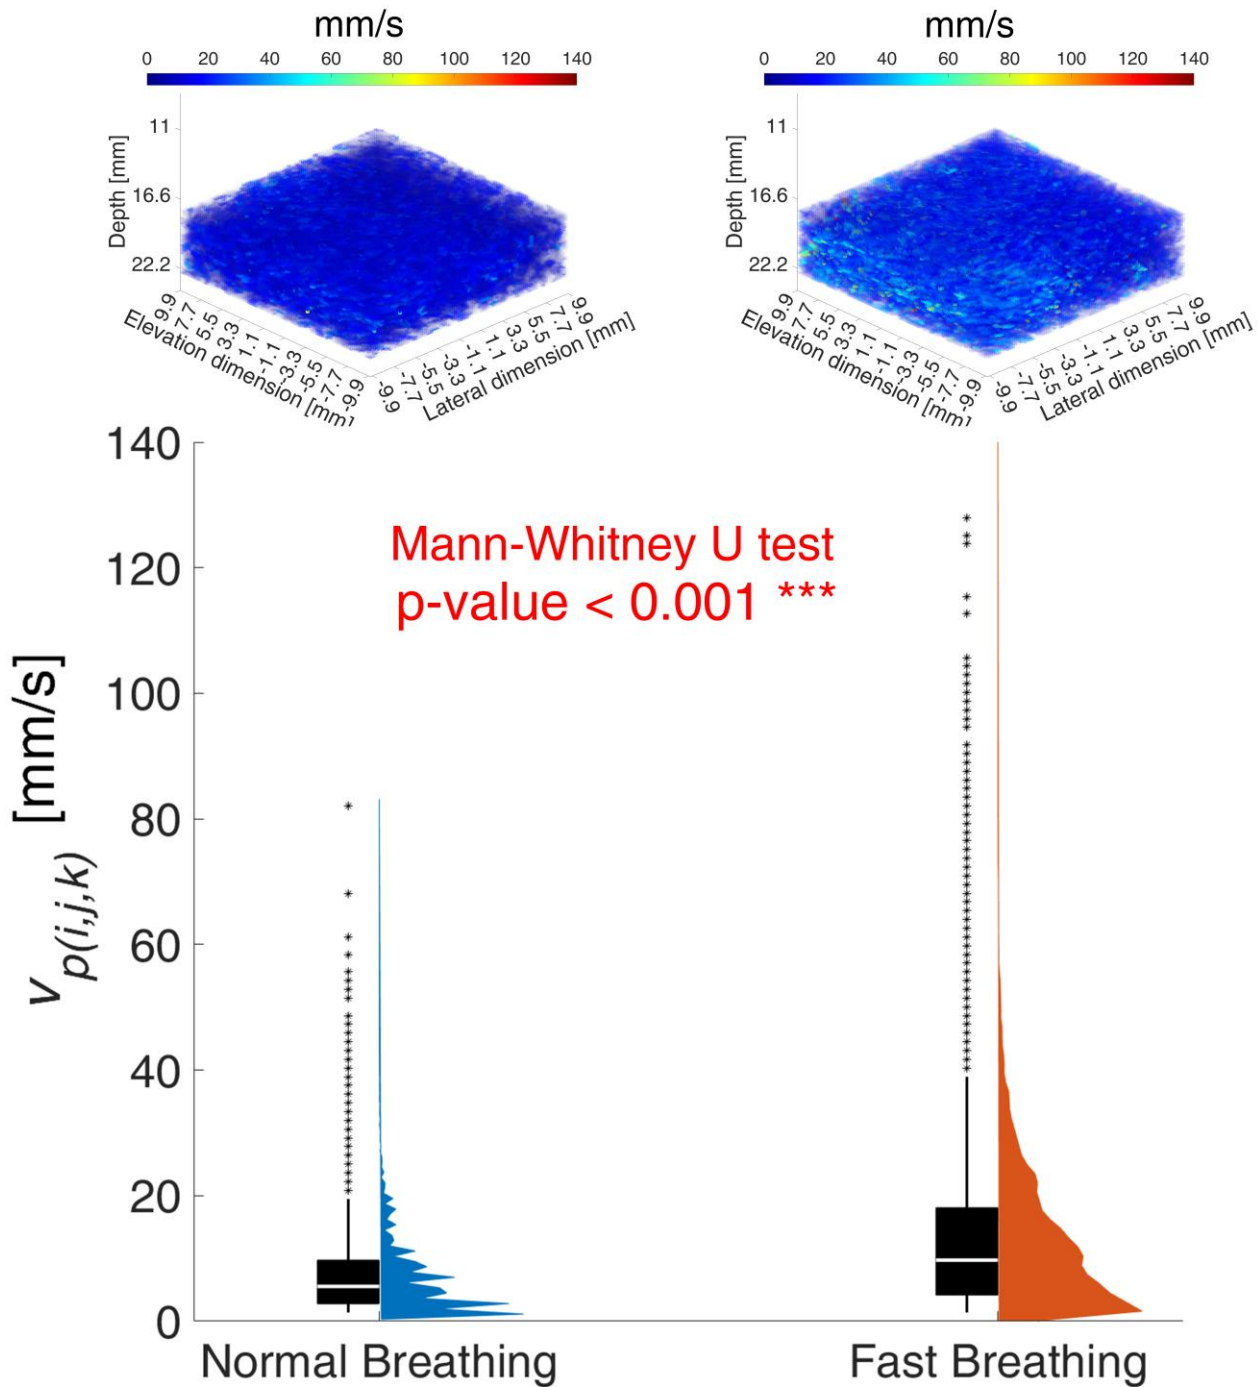 mm/s
0 20 40 60 80 100 120 140
Depth [mm]
11
16.6
22.2
9.9 7.7 5.5 3.3 1 -1.1 -3.3 -5.5 -7.7 -9.9
Elevation dimension [mm]
-9.9 -7.7 -5.5 -3.3 -1.1 1.1 3.3 5.5 7.7 9.9
Lateral dimension [mm]
mm/s
0 20 40 60 80 100 120 140
Depth [mm]
11
16.6
22.2
9.9 7.7 5.5 3.3 1 -1.1 -3.3 -5.5 -7.7 -9.9
Elevation dimension [mm]
-9.9 -7.7 -5.5 -3.3 -1.1 1.1 3.3 5.5 7.7 9.9
Lateral dimension [mm]
140
120
100
80
60
40
20
0
v p(i,j,k) [mm/s]
Mann-Whitney U test
p-value < 0.001 ***
Normal Breathing
Fast Breathing